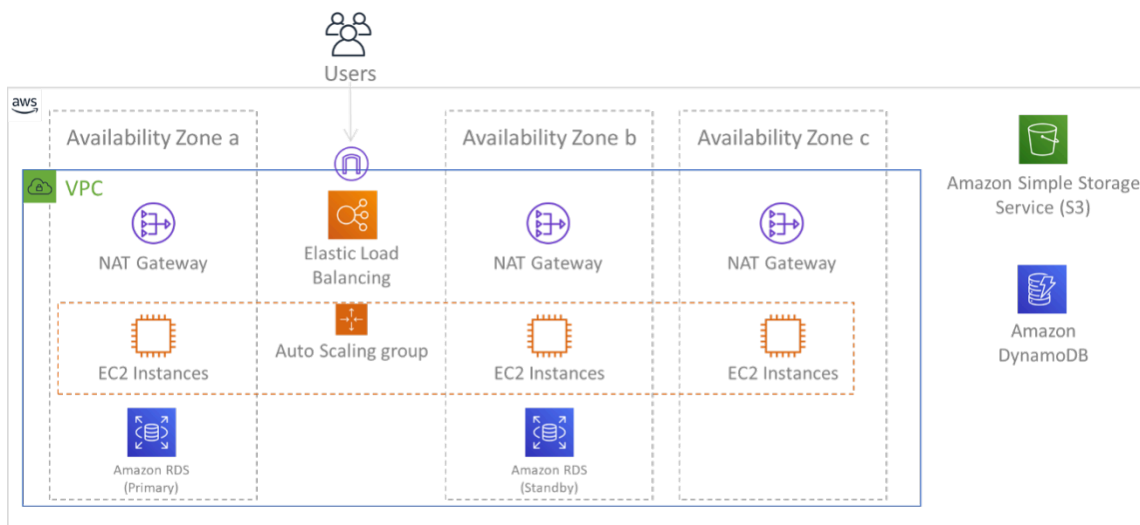 Users
aws
Availability Zone a
Availability Zone b
Availability Zone c
VPC
Amazon Simple Storage
Service (S3)
NAT Gateway
Elastic Load
Balancing
NAT Gateway
NAT Gateway
Amazon
DynamoDB
EC2 Instances
Auto Scaling group
EC2 Instances
EC2 Instances
Amazon RDS
(Primary)
Amazon RDS
(Standby)